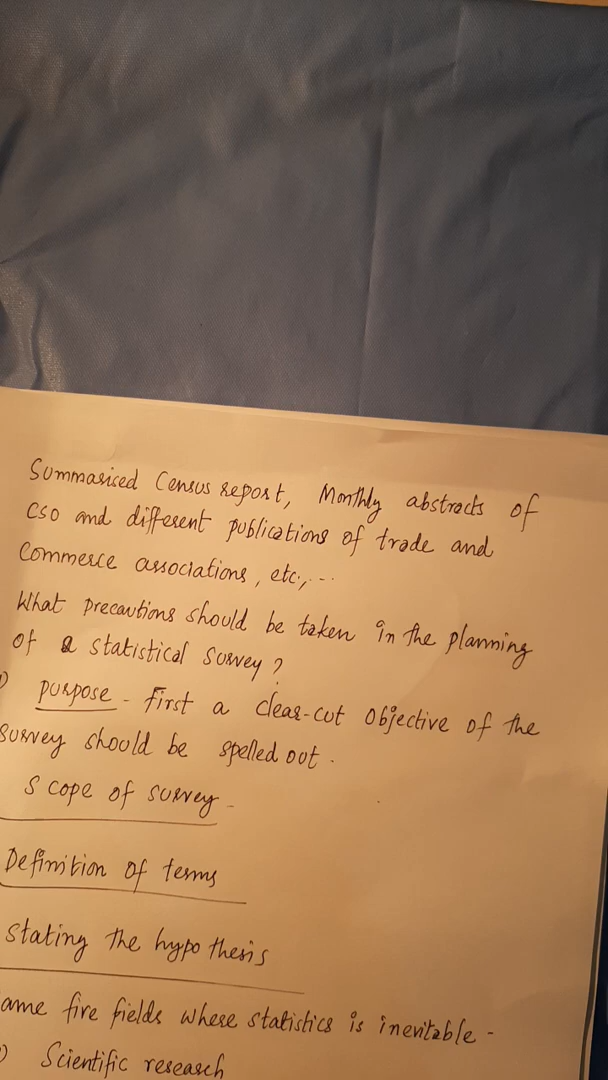 Summarised Census report, Monthly abstracts of
CSO and different publications of trade and
Commerce associations, etc., ...
What precautions should be taken in the planning
of a statistical survey ?
) purpose - First a clear-cut objective of the
survey should be spelled out.
Scope of survey -
Definition of terms
stating the hypothesis
ame five fields where statistics is inevitable -
) Scientific research